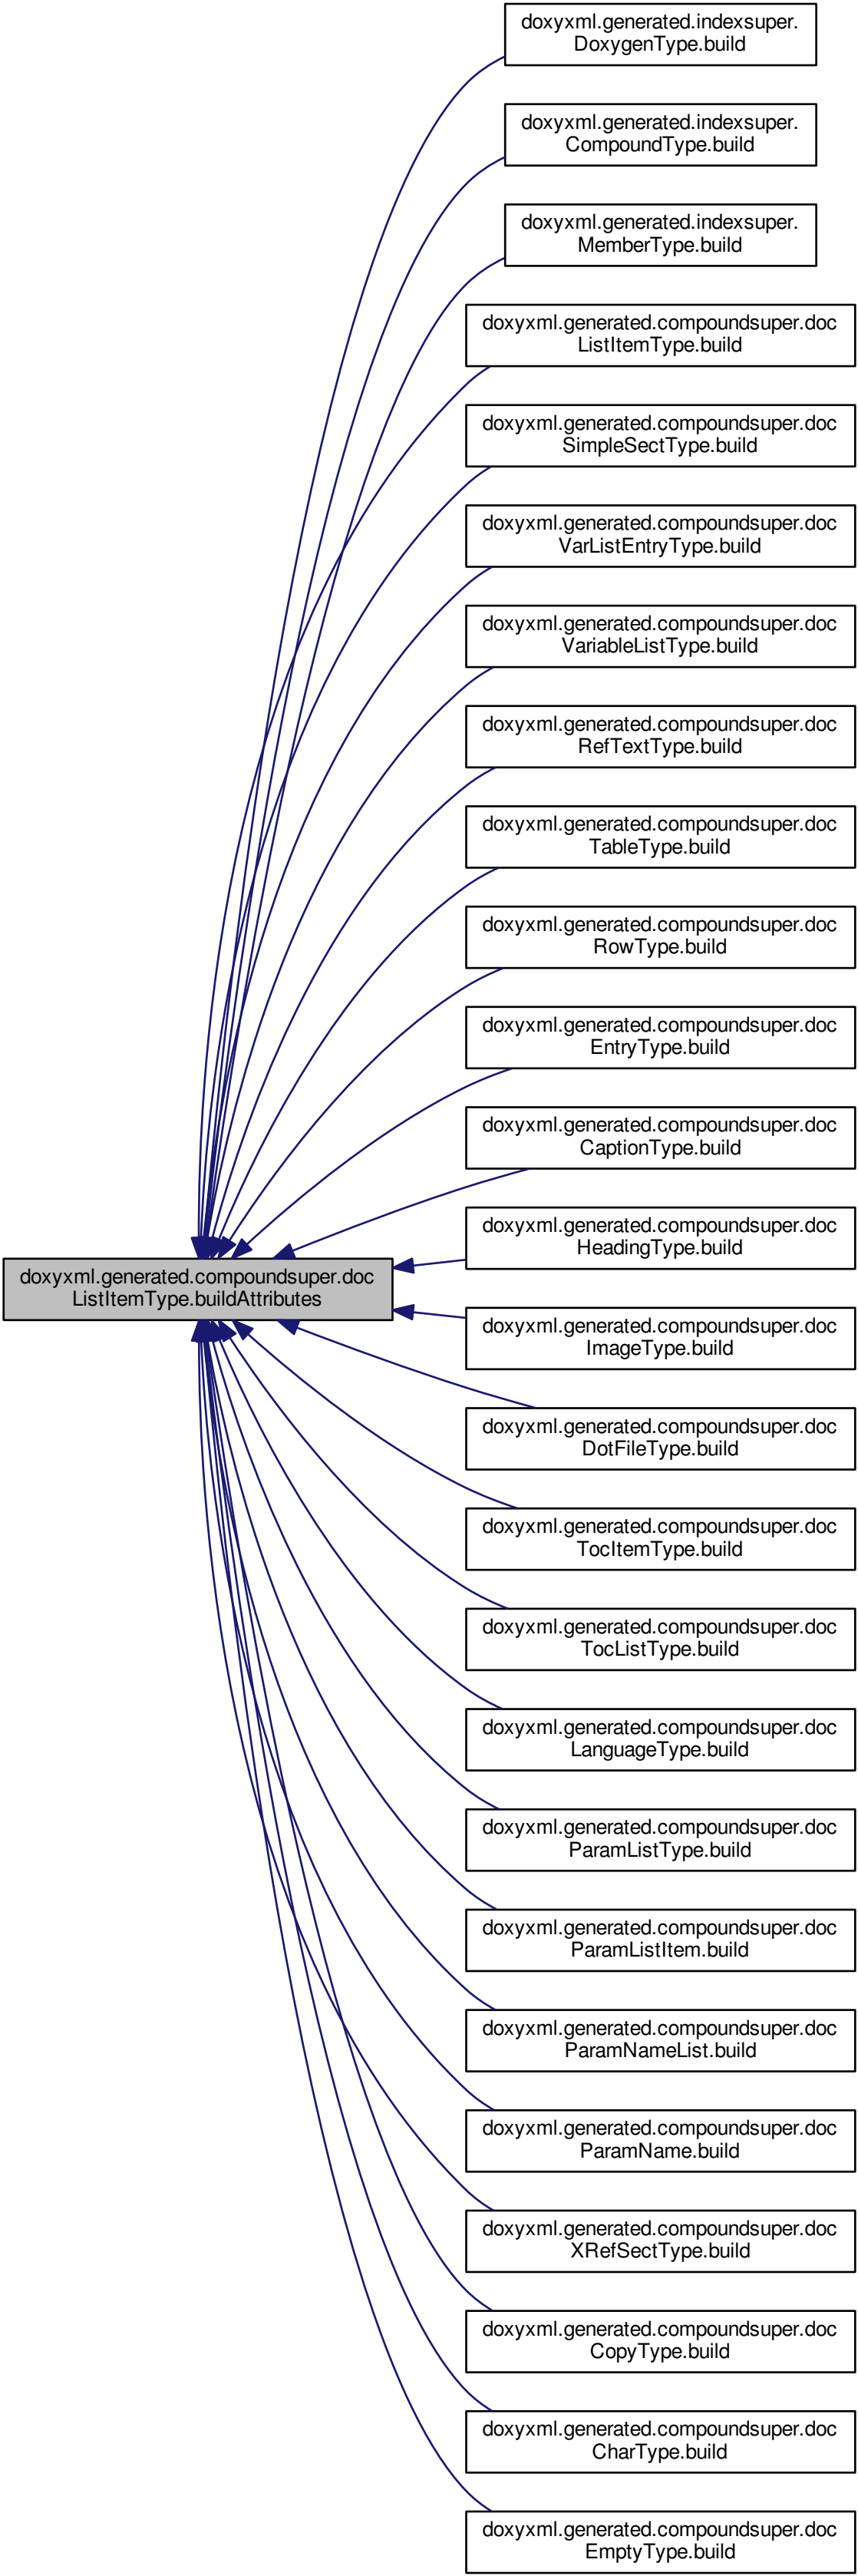 doxyxml.generated.indexsuper.
DoxygenType.build
doxyxml.generated.indexsuper.
CompoundType.build
doxyxml.generated.indexsuper.
MemberType.build
doxyxml.generated.compoundsuper.doc
ListItemType.build
doxyxml.generated.compoundsuper.doc
SimpleSectType.build
doxyxml.generated.compoundsuper.doc
VarListEntryType.build
doxyxml.generated.compoundsuper.doc
VariableListType.build
doxyxml.generated.compoundsuper.doc
RefTextType.build
doxyxml.generated.compoundsuper.doc
TableType.build
doxyxml.generated.compoundsuper.doc
RowType.build
doxyxml.generated.compoundsuper.doc
EntryType.build
doxyxml.generated.compoundsuper.doc
CaptionType.build
doxyxml.generated.compoundsuper.doc
HeadingType.build
doxyxml.generated.compoundsuper.doc
ListItemType.buildAttributes
doxyxml.generated.compoundsuper.doc
ImageType.build
doxyxml.generated.compoundsuper.doc
DotFileType.build
doxyxml.generated.compoundsuper.doc
TocItemType.build
doxyxml.generated.compoundsuper.doc
TocListType.build
doxyxml.generated.compoundsuper.doc
LanguageType.build
doxyxml.generated.compoundsuper.doc
ParamListType.build
doxyxml.generated.compoundsuper.doc
ParamListItem.build
doxyxml.generated.compoundsuper.doc
ParamNameList.build
doxyxml.generated.compoundsuper.doc
ParamName.build
doxyxml.generated.compoundsuper.doc
XRefSectType.build
doxyxml.generated.compoundsuper.doc
CopyType.build
doxyxml.generated.compoundsuper.doc
CharType.build
doxyxml.generated.compoundsuper.doc
EmptyType.build